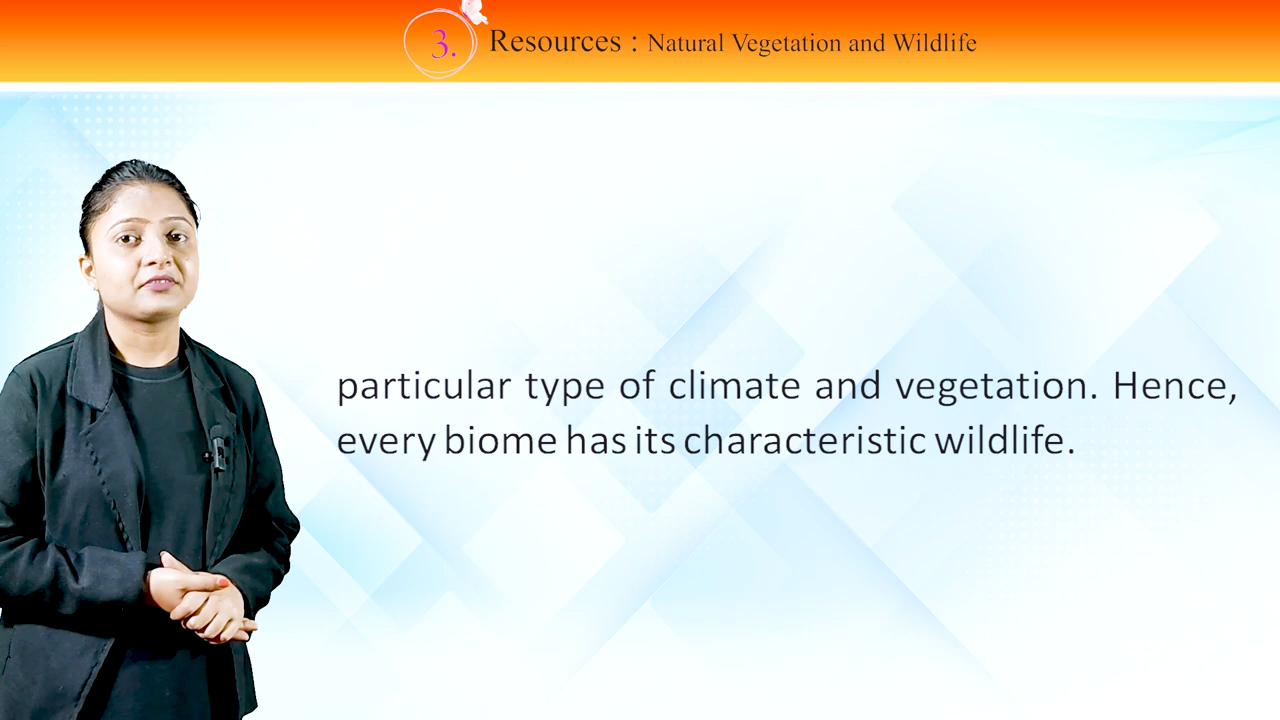 3. Resources : Natural Vegetation and Wildlife
particular type of climate and vegetation. Hence,
every biome has its characteristic wildlife.